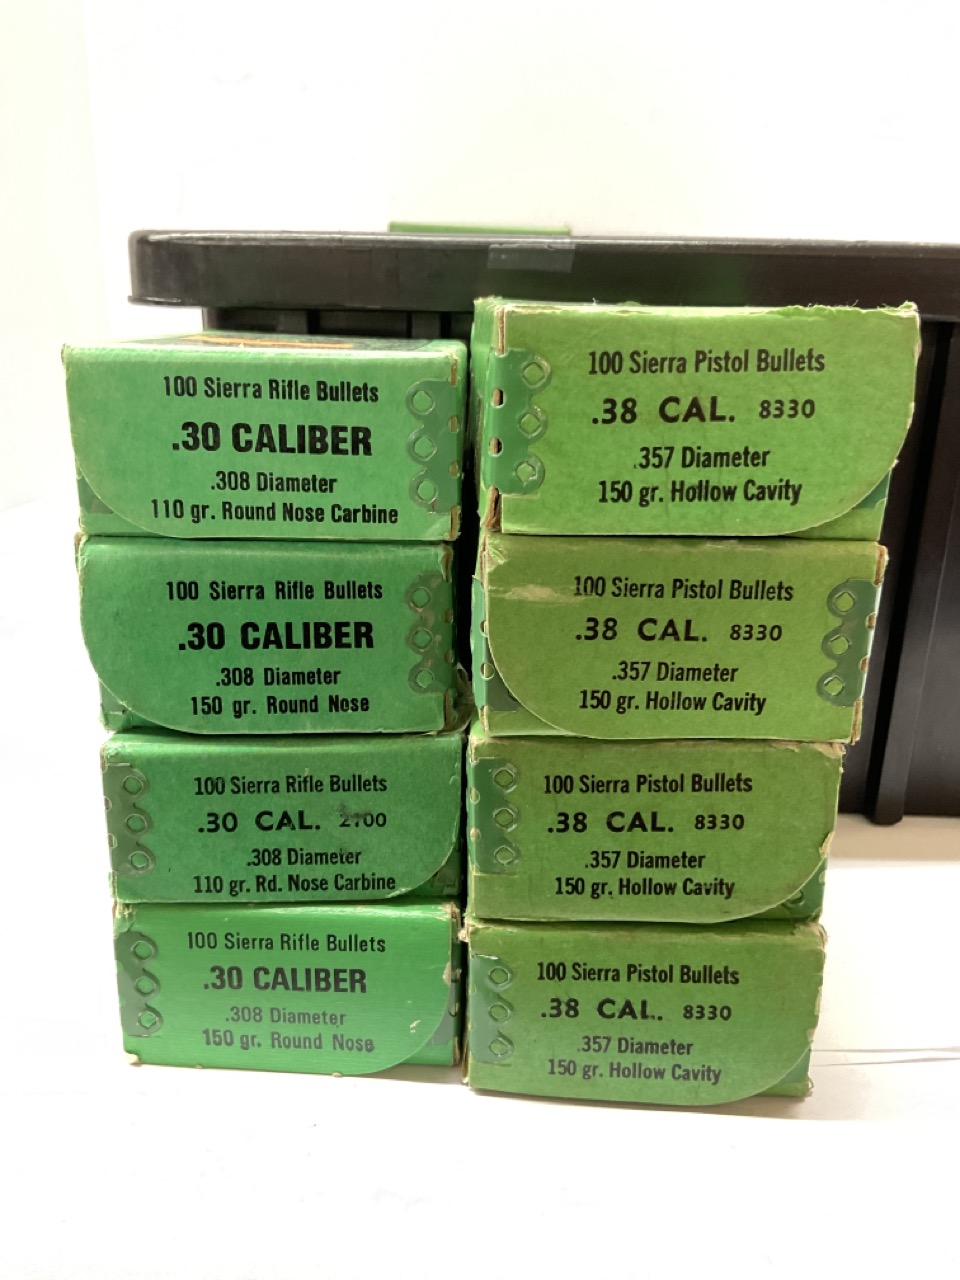 100 Sierra Rifle Bullets
.30 CALIBER
.308 Diameter
110 gr. Round Nose Carbine
100 Sierra Rifle Bullets
.30 CALIBER
.308 Diameter
150 gr. Round Nose
100 Sierra Rifle Bullets
.30 CAL. 2100
.308 Diameter
110 gr. Rd. Nose Carbine
100 Sierra Rifle Bullets
.30 CALIBER
.308 Diameter
150 gr. Round Nose
100 Sierra Pistol Bullets
.38 CAL. 8330
.357 Diameter
150 gr. Hollow Cavity
100 Sierra Pistol Bullets
.38 CAL. 8330
.357 Diameter
150 gr. Hollow Cavity
100 Sierra Pistol Bullets
.38 CAL. 8330
.357 Diameter
150 gr. Hollow Cavity
100 Sierra Pistol Bullets
.38 CAL. 8330
.357 Diameter
150 gr. Hollow Cavity